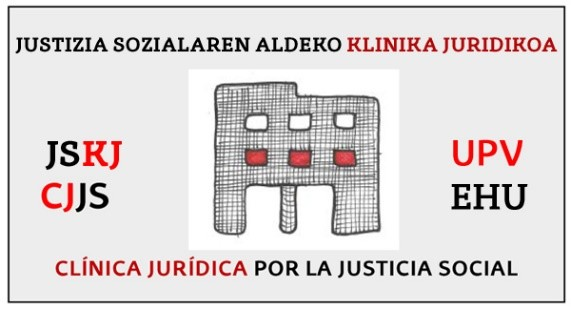 JUSTIZIA SOZIALAREN ALDEKO KLINIKA JURIDIKOA
JSKJ
CJJS
UPV
EHU
CLÍNICA JURÍDICA POR LA JUSTICIA SOCIAL